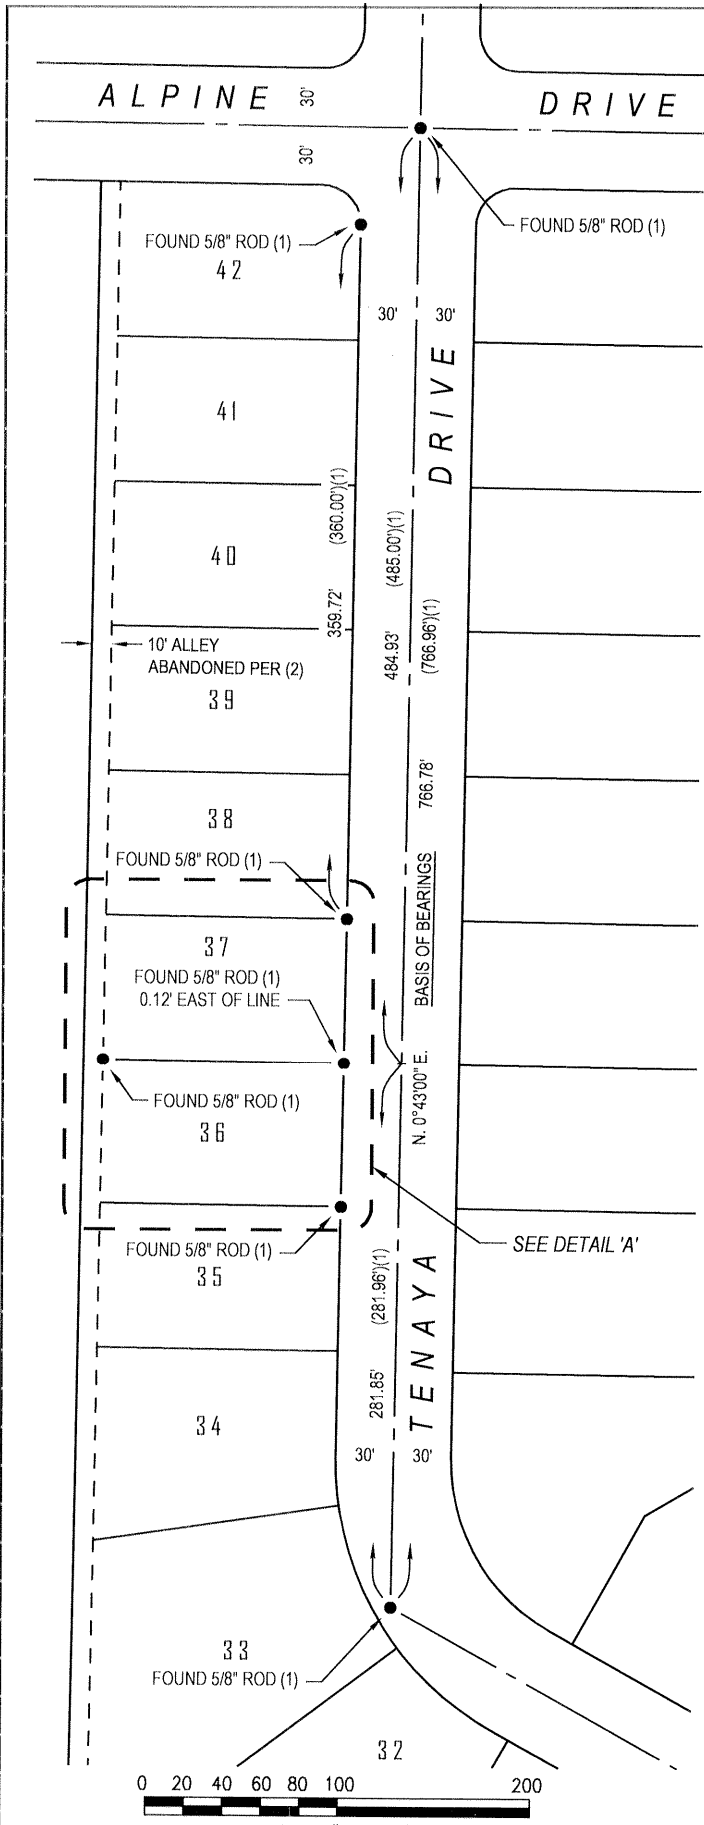 ALPINE DRIVE
30'
30'
FOUND 5/8" ROD (1)
FOUND 5/8" ROD (1)
42
30' 30'
DRIVE
41
(360.00')(1)
359.72'
(485.00')(1)
484.93'
(766.96')(1)
766.78'
40
10' ALLEY
ABANDONED PER (2)
39
38
FOUND 5/8" ROD (1)
BASIS OF BEARINGS
N. 0°43'00" E.
37
FOUND 5/8" ROD (1)
0.12' EAST OF LINE
FOUND 5/8" ROD (1)
36
SEE DETAIL 'A'
FOUND 5/8" ROD (1)
35
(281.96')(1)
281.85'
TENAYA
34
30' 30'
33
FOUND 5/8" ROD (1)
32
0 20 40 60 80 100 200